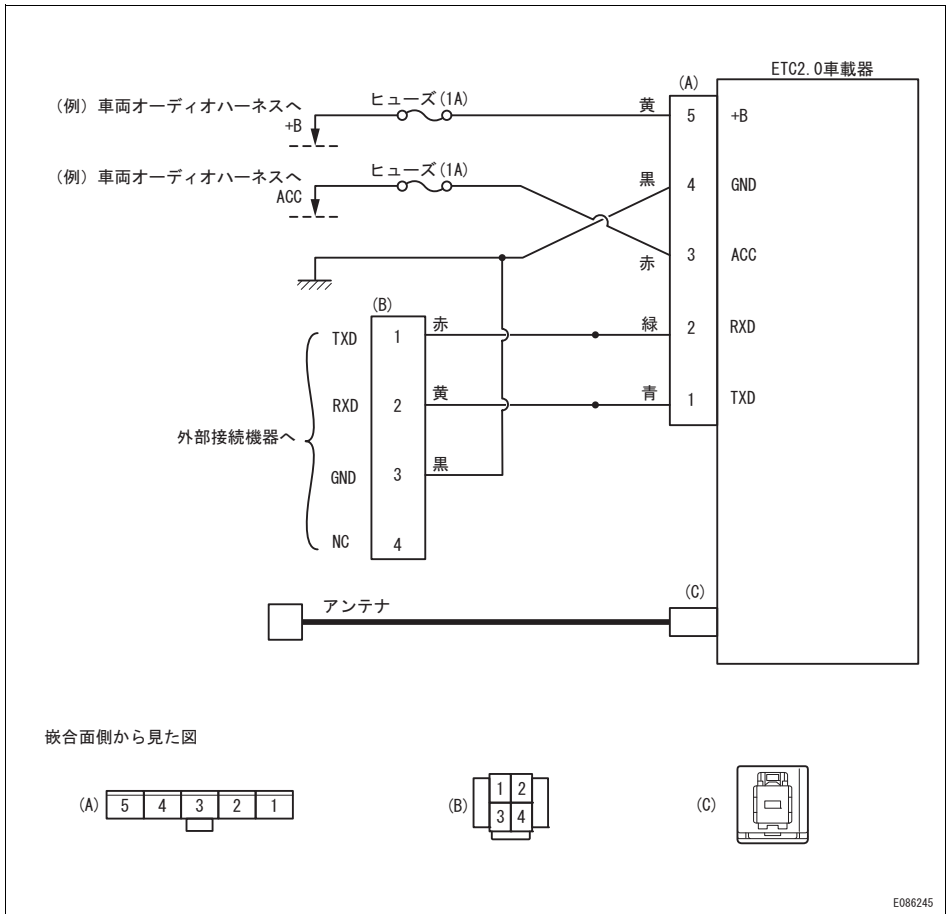 ETC2.0車載器
(A)
(例) 車両オーディオハーネスへ
+B
ヒューズ(1A)
黄
5
+B
(例) 車両オーディオハーネスへ
ACC
ヒューズ(1A)
黒
4
GND
赤
3
ACC
(B)
TXD
1
赤
緑
2
RXD
RXD
2
黄
青
1
TXD
外部接続機器へ
GND
3
黒
NC
4
(C)
アンテナ
嵌合面側から見た図
(A)
5 4 3 2 1
(B)
1 2
3 4
(C)
E086245